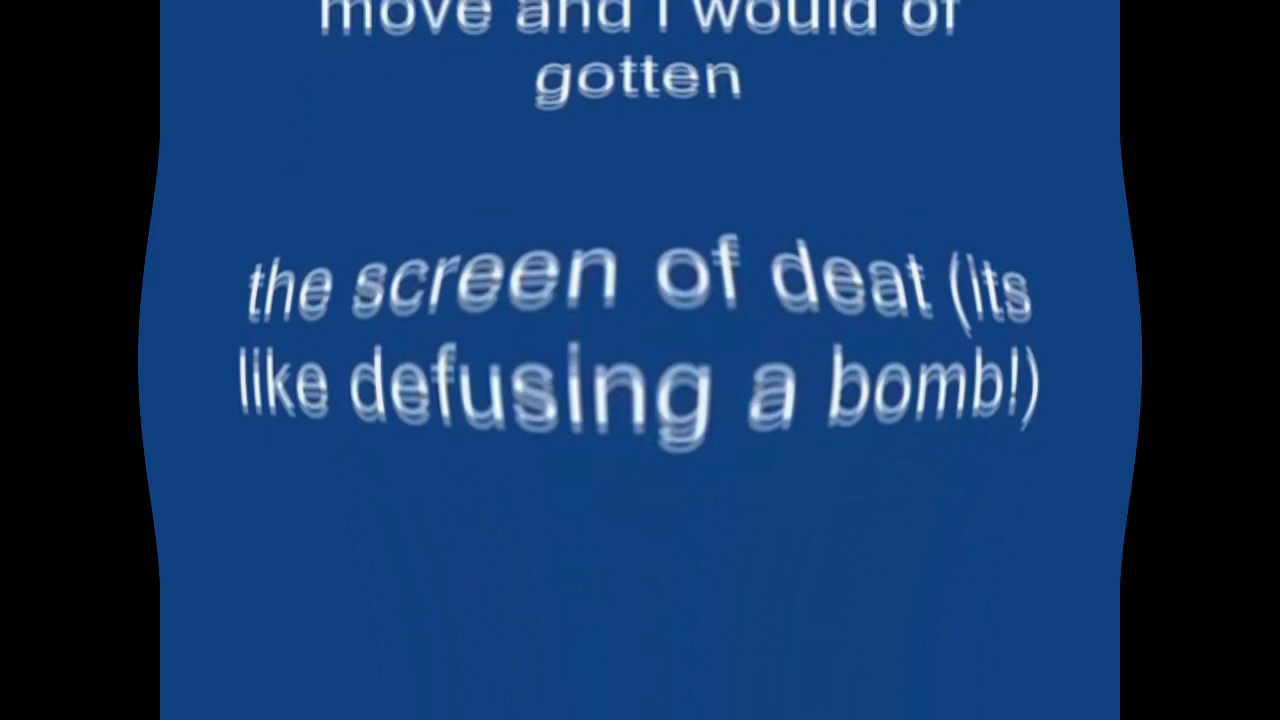 move and I would of
gotten
the screen of deat (its
like defusing a bomb!)